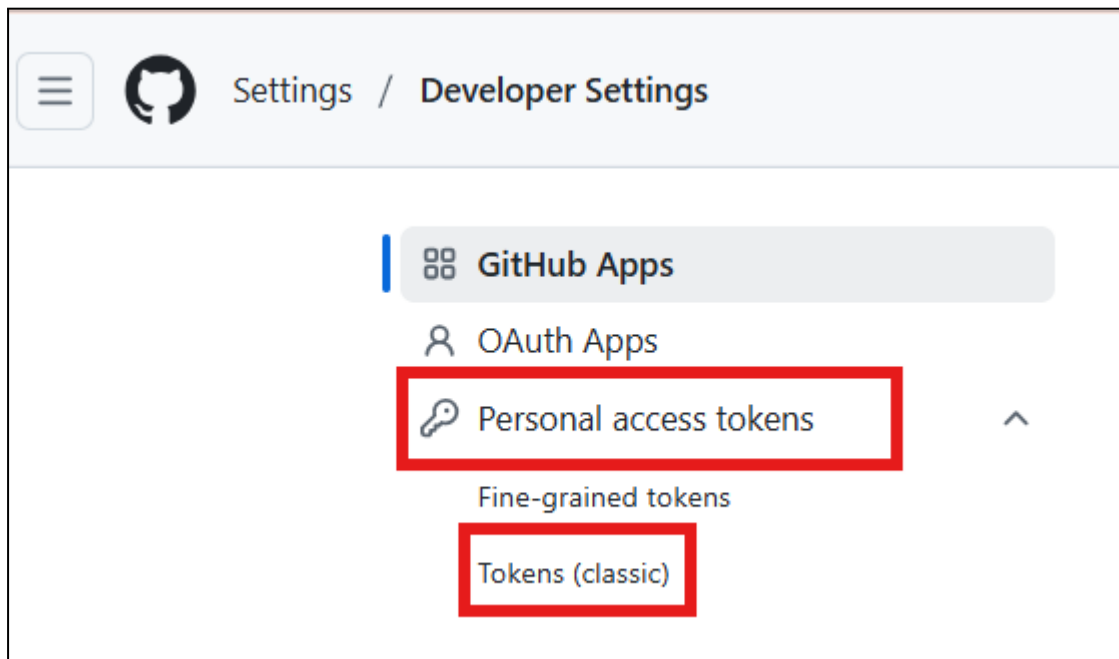 Settings / Developer Settings
GitHub Apps
OAuth Apps
Personal access tokens
Fine-grained tokens
Tokens (classic)